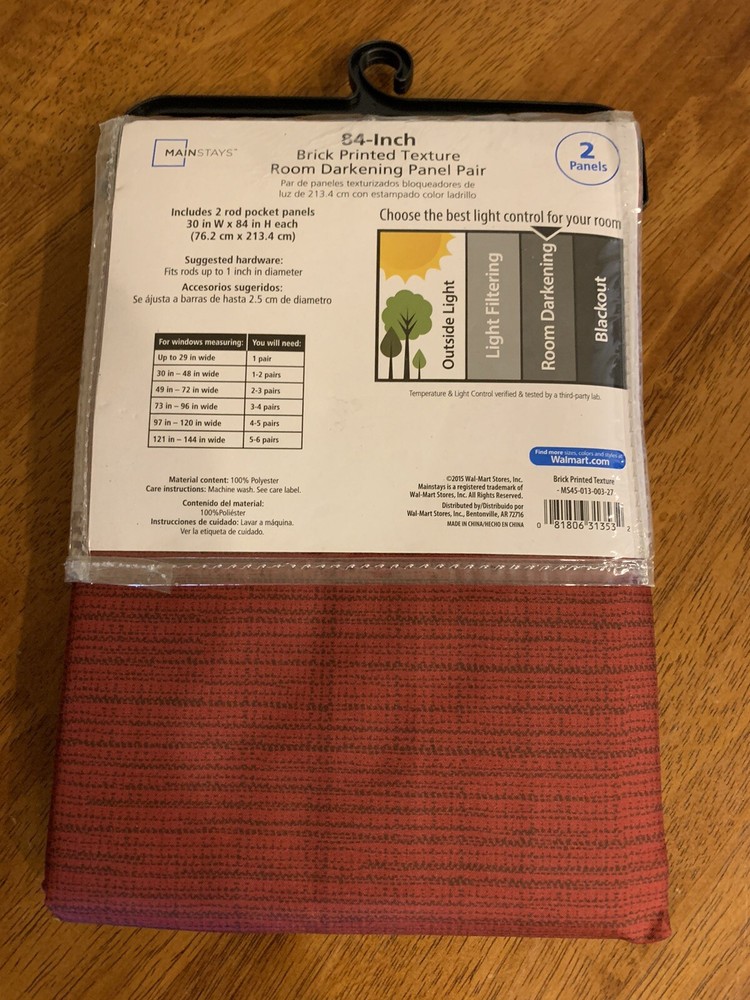 MAINSTAYS™
84-Inch
Brick Printed Texture
Room Darkening Panel Pair
Par de paneles texturizados bloqueadores de
luz de 213.4 cm con estampado color ladrillo
2
Panels
Includes 2 rod pocket panels
30 in W x 84 in H each
(76.2 cm x 213.4 cm)
Suggested hardware:
Fits rods up to 1 inch in diameter
Accesorios sugeridos:
Se ájusta a barras de hasta 2.5 cm de diametro
For windows measuring: You will need:
Up to 29 in wide 1 pair
30 in – 48 in wide 1-2 pairs
49 in – 72 in wide 2-3 pairs
73 in – 96 in wide 3-4 pairs
97 in – 120 in wide 4-5 pairs
121 in – 144 in wide 5-6 pairs
Choose the best light control for your room
Outside Light
Light Filtering
Room Darkening
Blackout
Temperature & Light Control verified & tested by a third-party lab.
Find more sizes, colors and styles at
Walmart.com
Material content: 100% Polyester
Care instructions: Machine wash. See care label.
Contenido del material:
100%Poliéster
Instrucciones de cuidado: Lavar a máquina.
Ver la etiqueta de cuidado.
©2015 Wal-Mart Stores, Inc.
Mainstays is a registered trademark of
Wal-Mart Stores, Inc. All Rights Reserved.
Distributed by/Distribuido por
Wal-Mart Stores, Inc., Bentonville, AR 72716
MADE IN CHINA/HECHO EN CHINA
Brick Printed Texture
- MS45-013-003-27
0 81806 31353 2